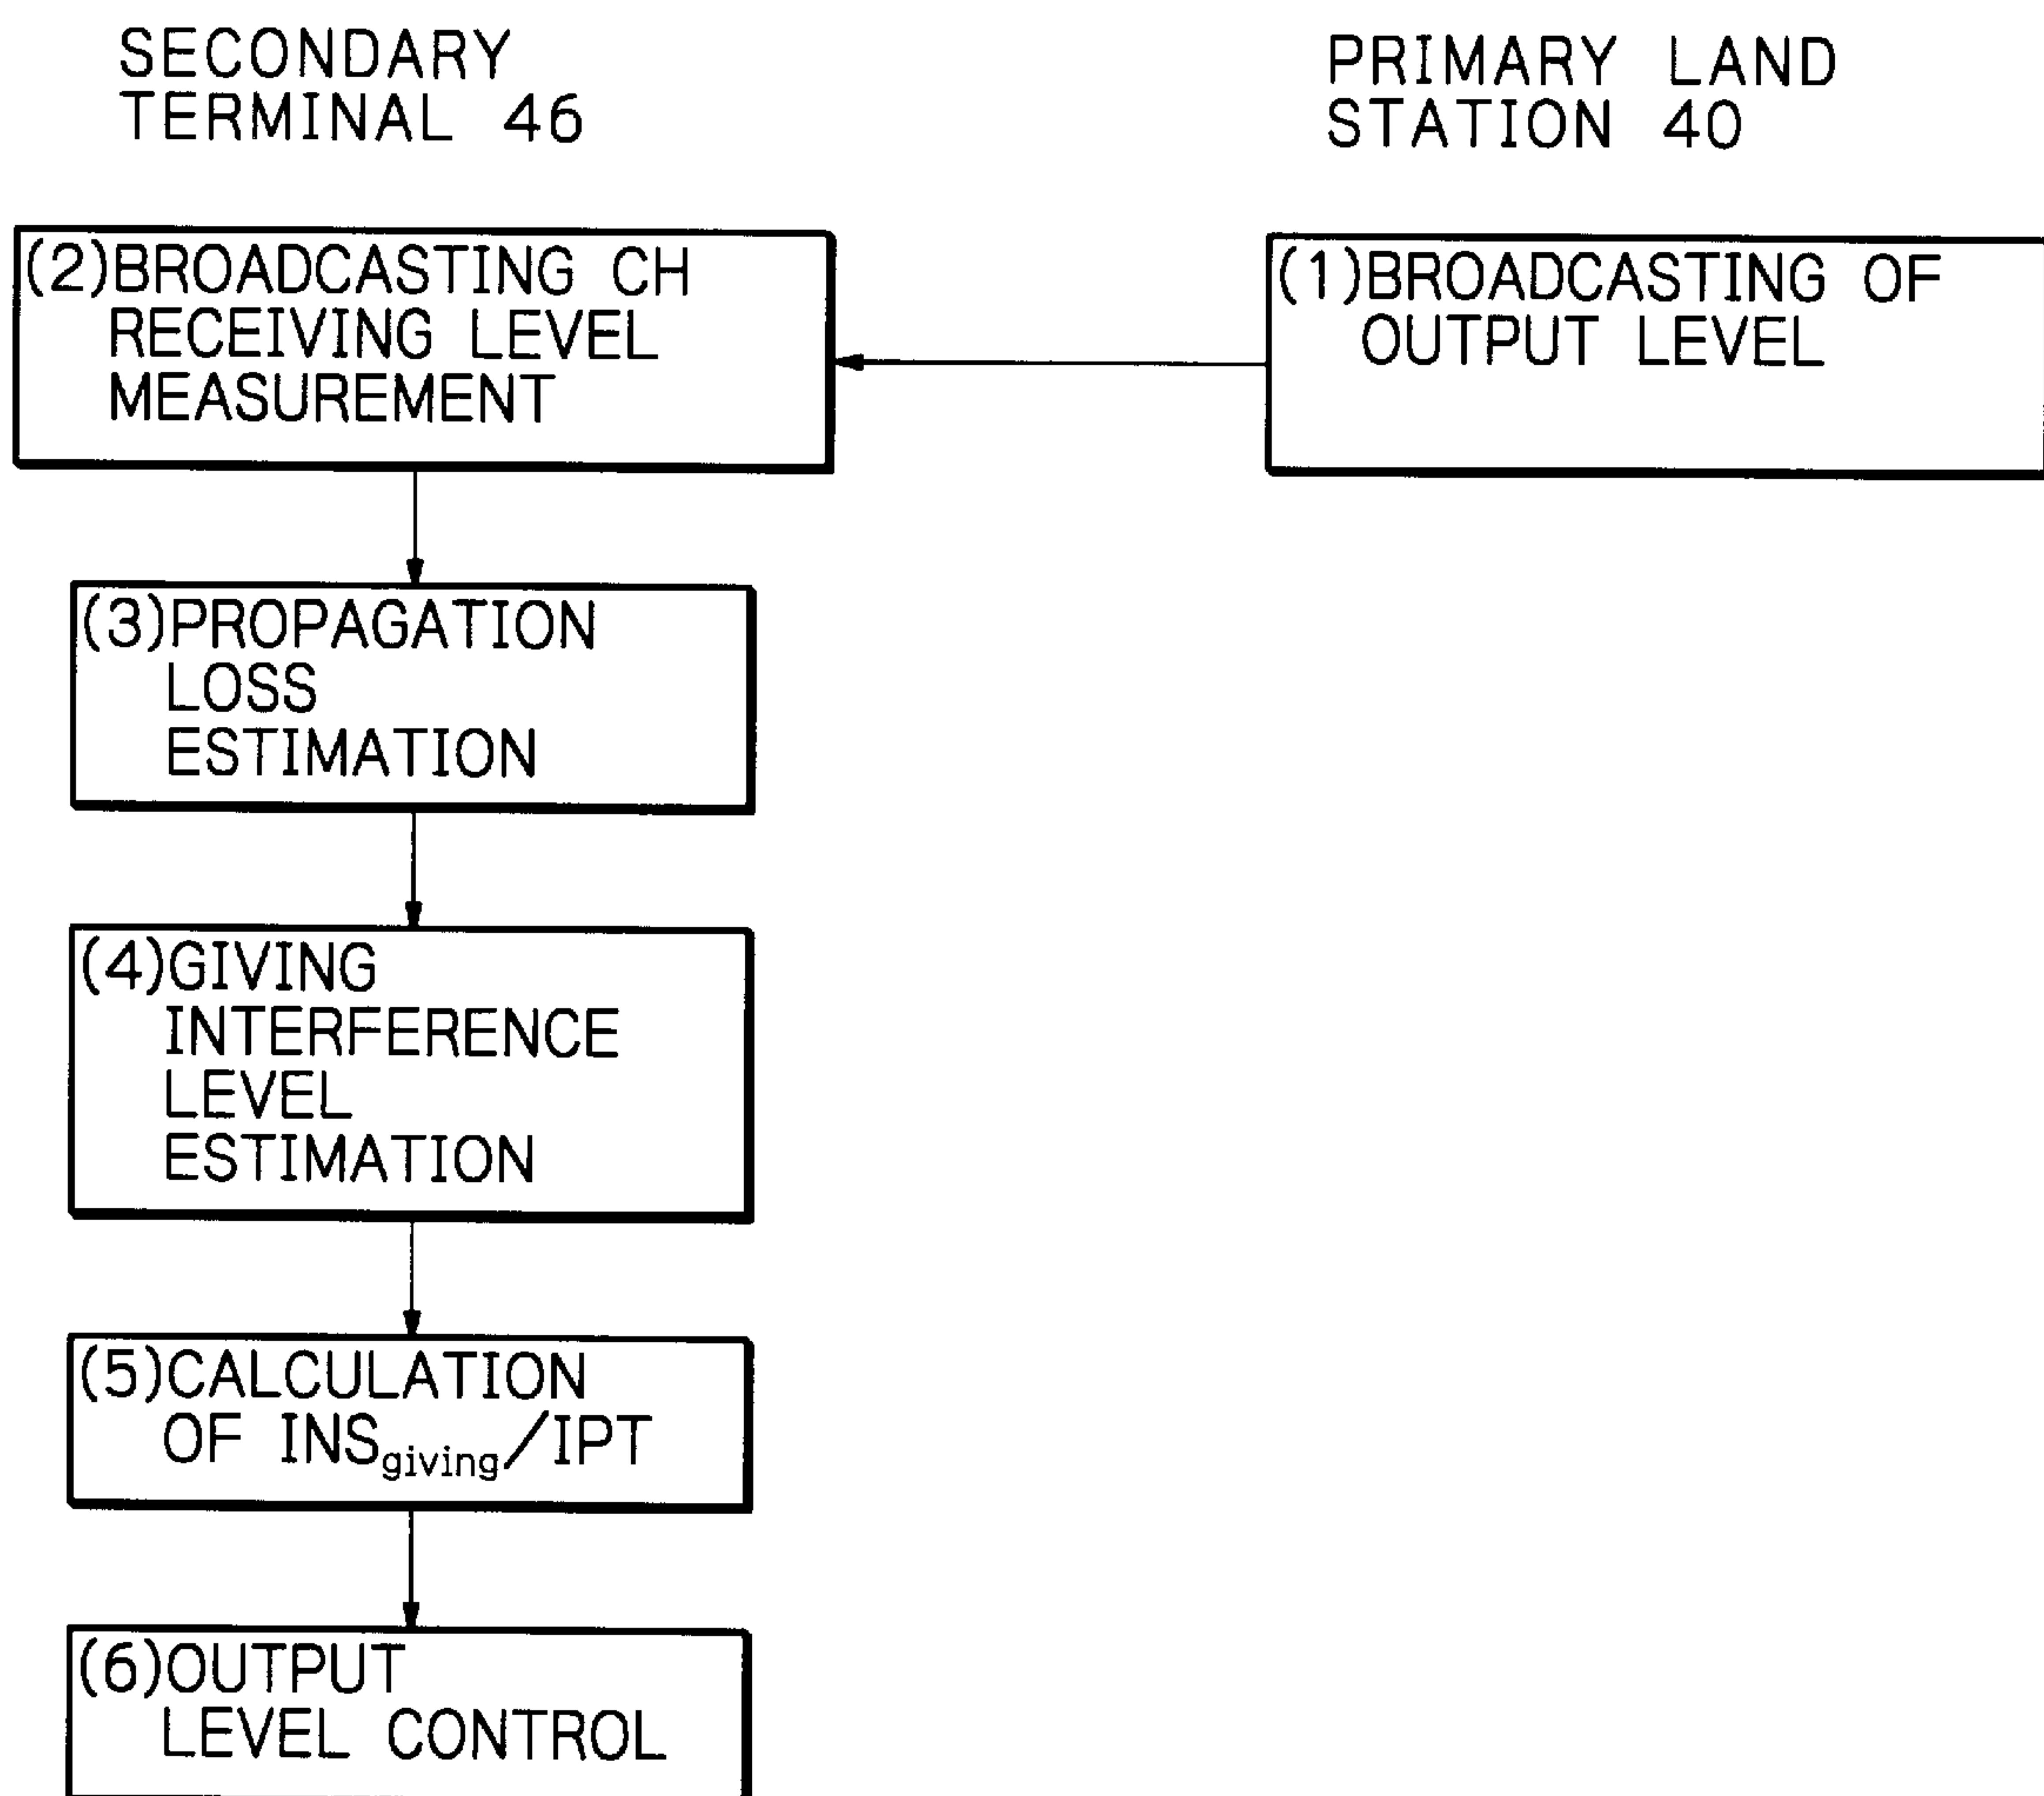 SECONDARY
TERMINAL 46
PRIMARY LAND
STATION 40
(2)BROADCASTING CH
RECEIVING LEVEL
MEASUREMENT
(1)BROADCASTING OF
OUTPUT LEVEL
(3)PROPAGATION
LOSS
ESTIMATION
(4)GIVING
INTERFERENCE
LEVEL
ESTIMATION
(5)CALCULATION
OF INSgiving/IPT
(6)OUTPUT
LEVEL CONTROL